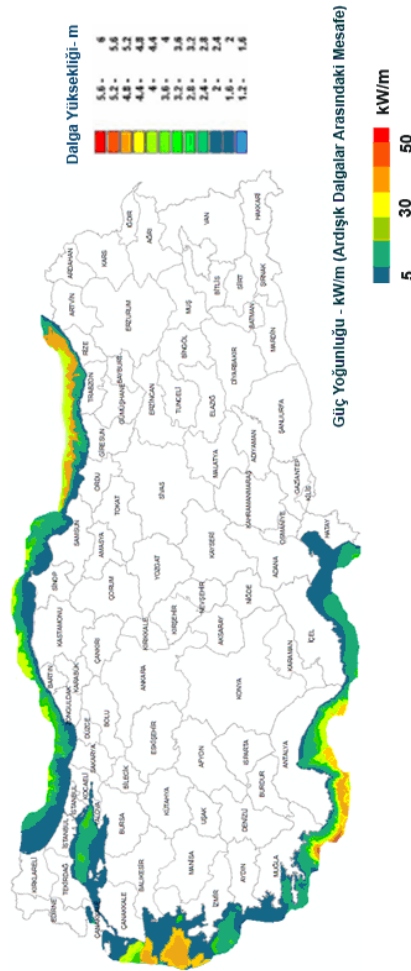 Dalga Yüksekliği- m
5.6 - 6
5.2 - 5.6
4.8 - 5.2
4.8
4.4
4
3.6
3.2
2.8 - 3.2
2.4 - 2.8
2 - 2.4
1.6 - 2
1.2 - 1.6
Güç Yoğunluğu - kW/m (Ardışık Dalgalar Arasındaki Mesafe)
5 30 50 kW/m
KIRKLARELİ
EDİRNE
TEKİRDAĞ
İSTANBUL
İSTANBUL
KOCAELİ
YALOVA
SAKARYA
DÜZCE
ZONGULDAK
BARTIN
KARABÜK
KASTAMONU
SİNOP
SAMSUN
ORDU
GİRESUN
TRABZON
RİZE
ARTVİN
ARDAHAN
KARS
IĞDIR
AĞRI
ÇANAKKALE
ÇANAKKALE
BALIKESİR
BURSA
BİLECİK
BOLU
ÇANKIRI
ÇORUM
AMASYA
TOKAT
GÜMÜŞHANE
BAYBURT
ERZURUM
ESKİŞEHİR
ANKARA
KIRIKKALE
YOZGAT
SİVAS
ERZİNCAN
TUNCELİ
BİNGÖL
MUŞ
BİTLİS
VAN
KÜTAHYA
MANİSA
İZMİR
UŞAK
AFYON
KIRŞEHİR
NEVŞEHİR
KAYSERİ
MALATYA
ELAZIĞ
DİYARBAKIR
BATMAN
SİİRT
ŞIRNAK
HAKKARİ
AYDIN
DENİZLİ
ISPARTA
BURDUR
KONYA
AKSARAY
NİĞDE
KAHRAMANMARAŞ
ADIYAMAN
ŞANLIURFA
MARDİN
MUĞLA
ANTALYA
KARAMAN
İÇEL
ADANA
OSMANİYE
GAZİANTEP
KİLİS
HATAY